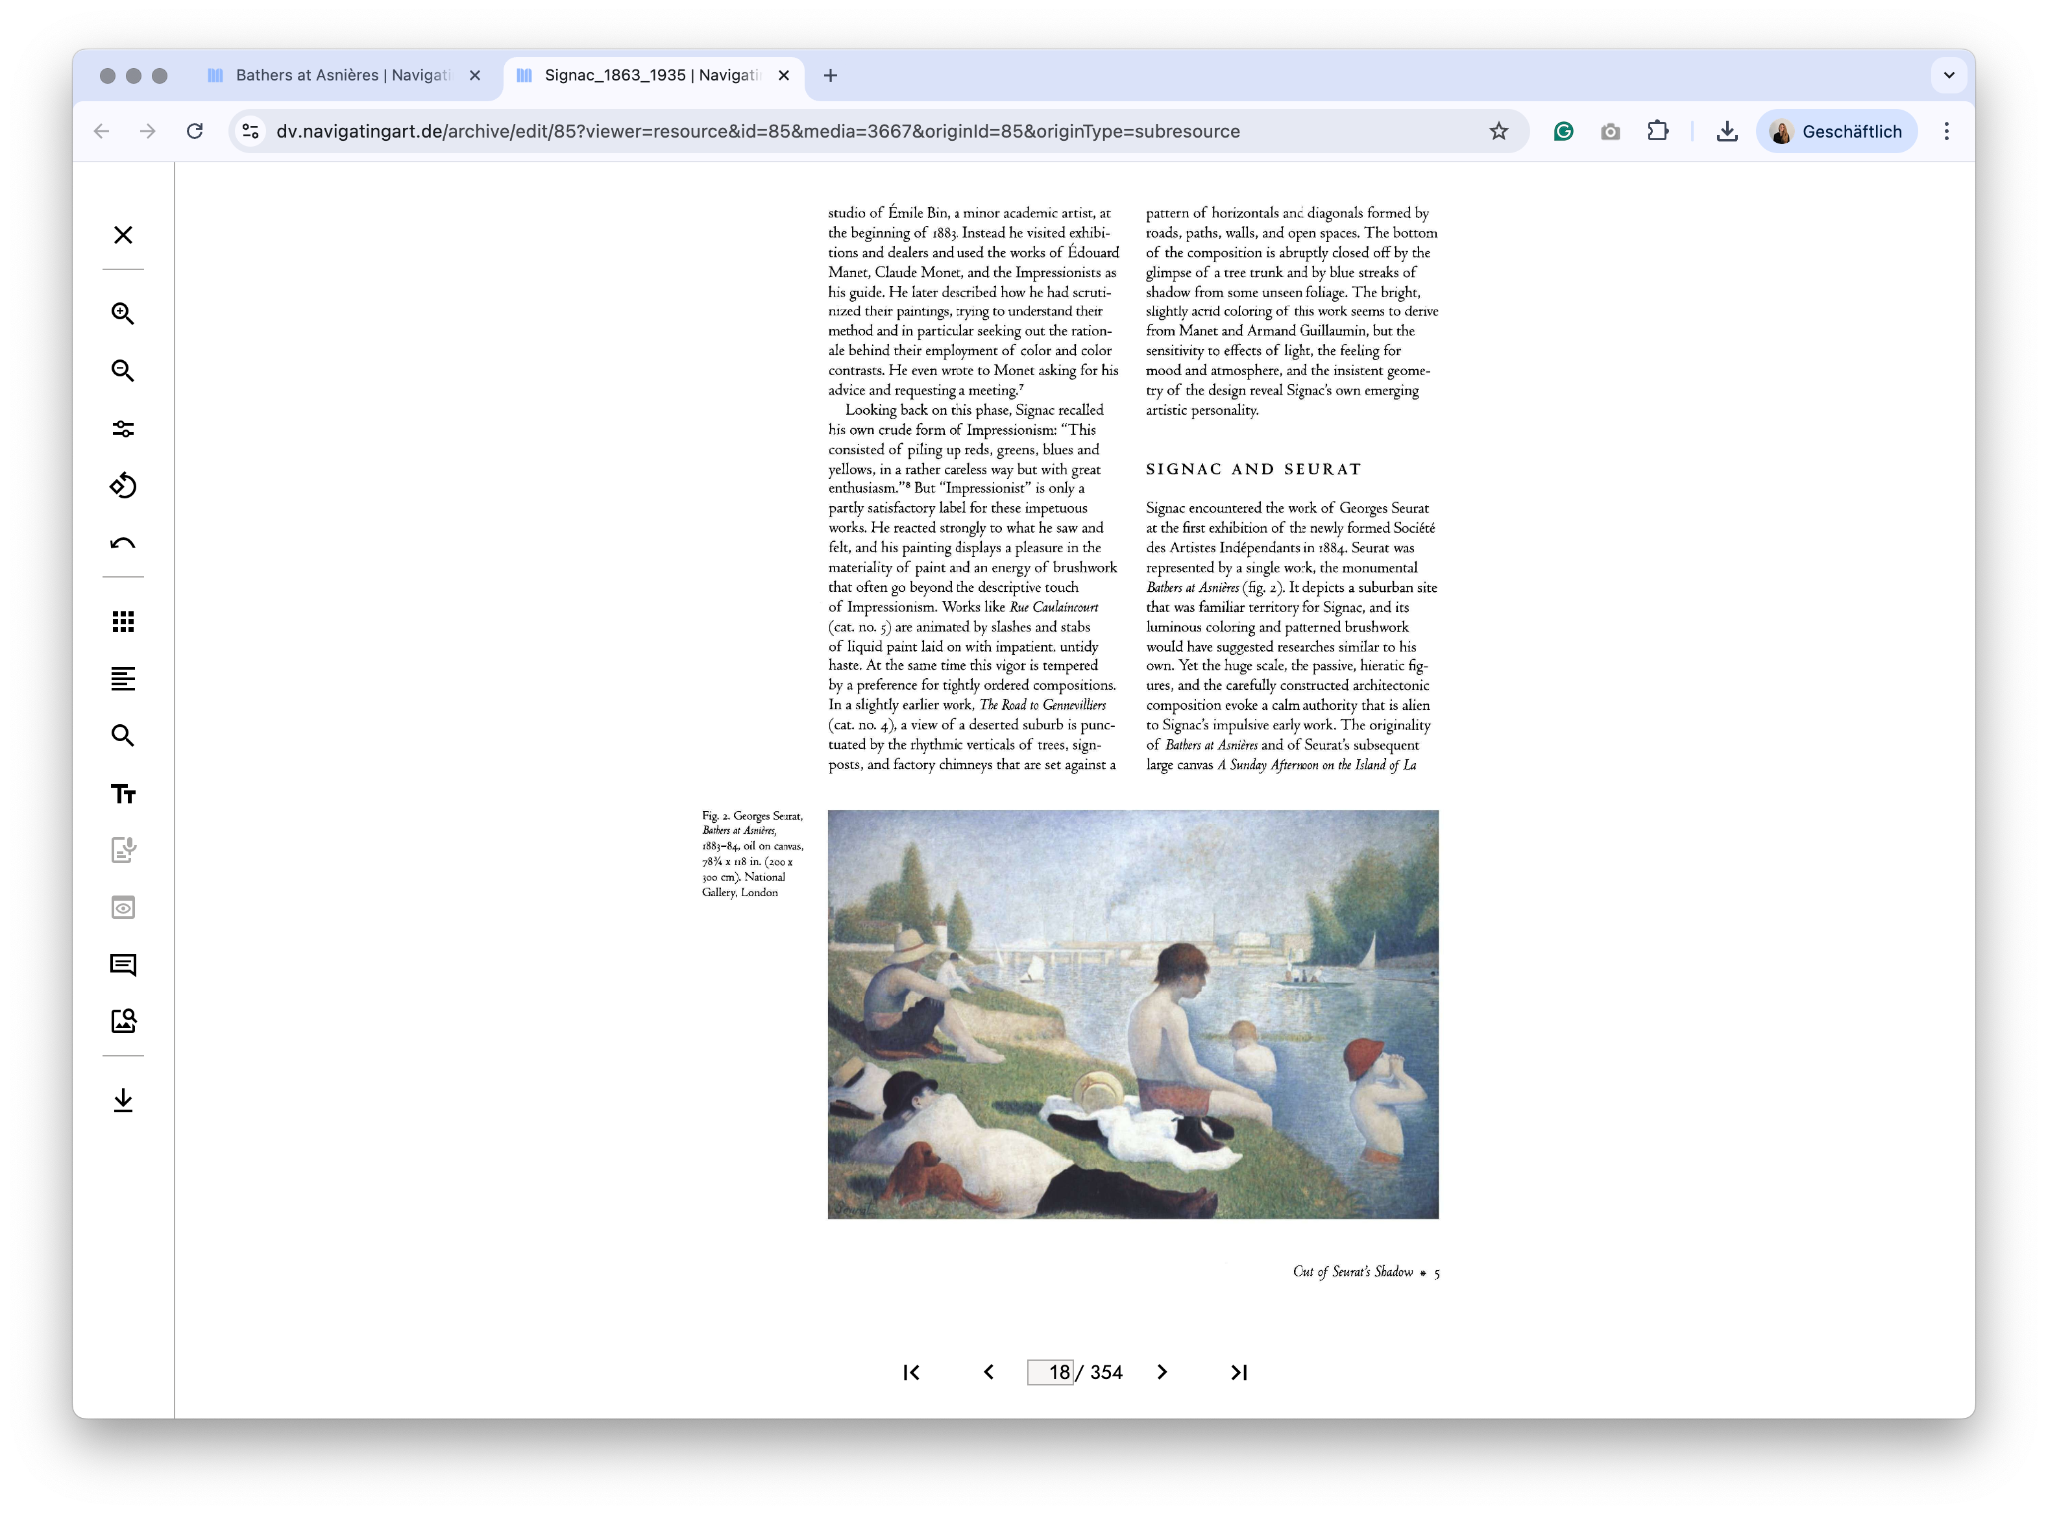 Bathers at Asnières | Navigati
Signac_1863_1935 | Navigatin
dv.navigatingart.de/archive/edit/85?viewer=resource&id=85&media=3667&originId=85&originType=subresource
Geschäftlich
studio of Émile Bin, a minor academic artist, at
the beginning of 1883. Instead he visited exhibi-
tions and dealers and used the works of Édouard
Manet, Claude Monet, and the Impressionists as
his guide. He later described how he had scruti-
nized their paintings, trying to understand their
method and in particular seeking out the ration-
ale behind their employment of color and color
contrasts. He even wrote to Monet asking for his
advice and requesting a meeting.⁷
Looking back on this phase, Signac recalled
his own crude form of Impressionism: “This
consisted of piling up reds, greens, blues and
yellows, in a rather careless way but with great
enthusiasm.”⁸ But “Impressionist” is only a
partly satisfactory label for these impetuous
works. He reacted strongly to what he saw and
felt, and his painting displays a pleasure in the
materiality of paint and an energy of brushwork
that often go beyond the descriptive touch
of Impressionism. Works like Rue Caulaincourt
(cat. no. 5) are animated by slashes and stabs
of liquid paint laid on with impatient, untidy
haste. At the same time this vigor is tempered
by a preference for tightly ordered compositions.
In a slightly earlier work, The Road to Gennevilliers
(cat. no. 4), a view of a deserted suburb is punc-
tuated by the rhythmic verticals of trees, sign-
posts, and factory chimneys that are set against a
pattern of horizontals and diagonals formed by
roads, paths, walls, and open spaces. The bottom
of the composition is abruptly closed off by the
glimpse of a tree trunk and by blue streaks of
shadow from some unseen foliage. The bright,
slightly acrid coloring of this work seems to derive
from Manet and Armand Guillaumin, but the
sensitivity to effects of light, the feeling for
mood and atmosphere, and the insistent geome-
try of the design reveal Signac’s own emerging
artistic personality.
SIGNAC AND SEURAT
Signac encountered the work of Georges Seurat
at the first exhibition of the newly formed Société
des Artistes Indépendants in 1884. Seurat was
represented by a single work, the monumental
Bathers at Asnières (fig. 2). It depicts a suburban site
that was familiar territory for Signac, and its
luminous coloring and patterned brushwork
would have suggested researches similar to his
own. Yet the huge scale, the passive, hieratic fig-
ures, and the carefully constructed architectonic
composition evoke a calm authority that is alien
to Signac’s impulsive early work. The originality
of Bathers at Asnières and of Seurat’s subsequent
large canvas A Sunday Afternoon on the Island of La
Fig. 2. Georges Seurat,
Bathers at Asnières,
1883–84, oil on canvas,
78¾ x 118 in. (200 x
300 cm). National
Gallery, London
Seurat
Out of Seurat’s Shadow * 5
18 / 354